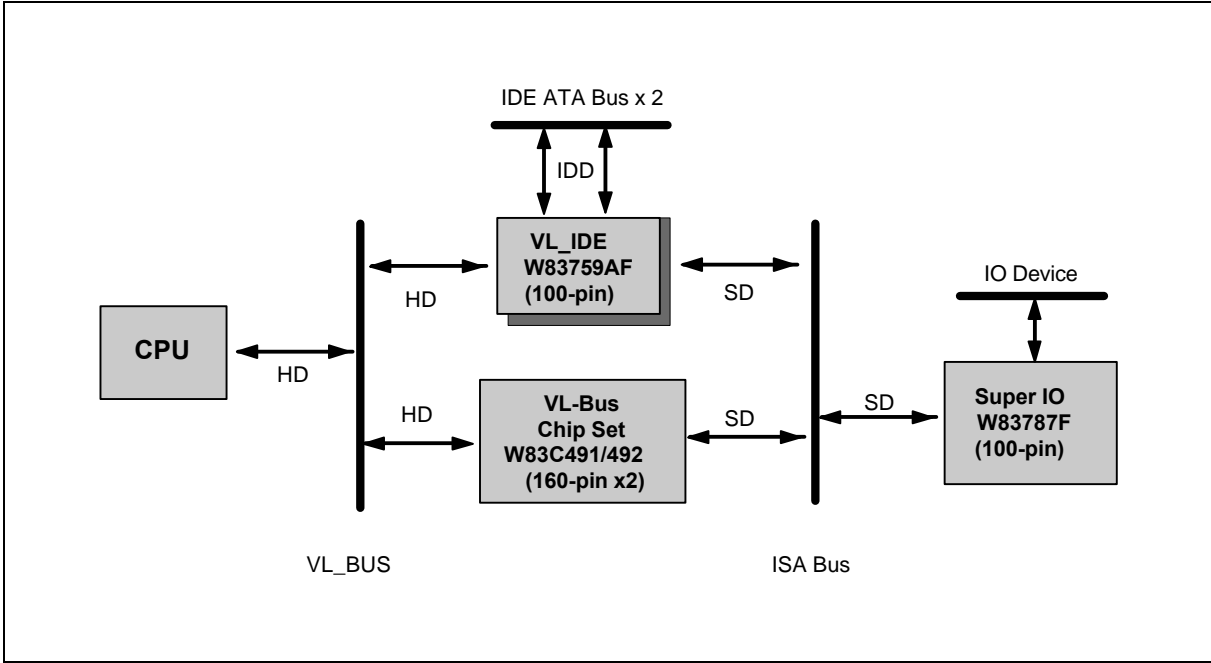 IDE ATA Bus x 2
IDD
VL_IDE
W83759AF
(100-pin)
HD
SD
IO Device
CPU
HD
HD
VL-Bus
Chip Set
W83C491/492
(160-pin x2)
SD
SD
Super IO
W83787F
(100-pin)
VL_BUS
ISA Bus